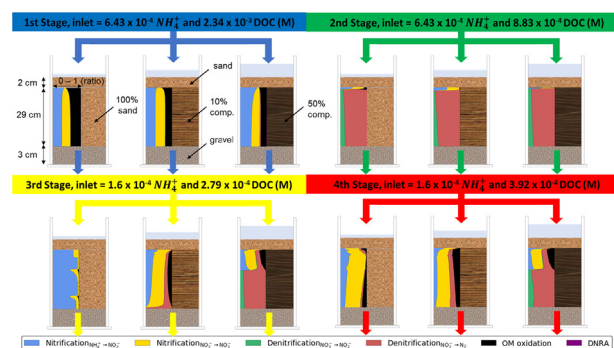 1st Stage, inlet = 6.43 x 10⁻⁴ NH₄⁺ and 2.34 x 10⁻³ DOC (M)
2nd Stage, inlet = 6.43 x 10⁻⁴ NH₄⁺ and 8.83 x 10⁻⁴ DOC (M)
2 cm
0 – 1 (ratio)
sand
29 cm
100% sand
10% comp.
50% comp.
3 cm
gravel
3rd Stage, inlet = 1.6 x 10⁻⁴ NH₄⁺ and 2.79 x 10⁻⁴ DOC (M)
4th Stage, inlet = 1.6 x 10⁻⁴ NH₄⁺ and 3.92 x 10⁻⁴ DOC (M)
Nitrification NH₄⁺→NO₂⁻ Nitrification NO₂⁻→NO₃⁻ Denitrification NO₃⁻→NO₂⁻ Denitrification NO₂⁻→N₂ OM oxidation DNRA